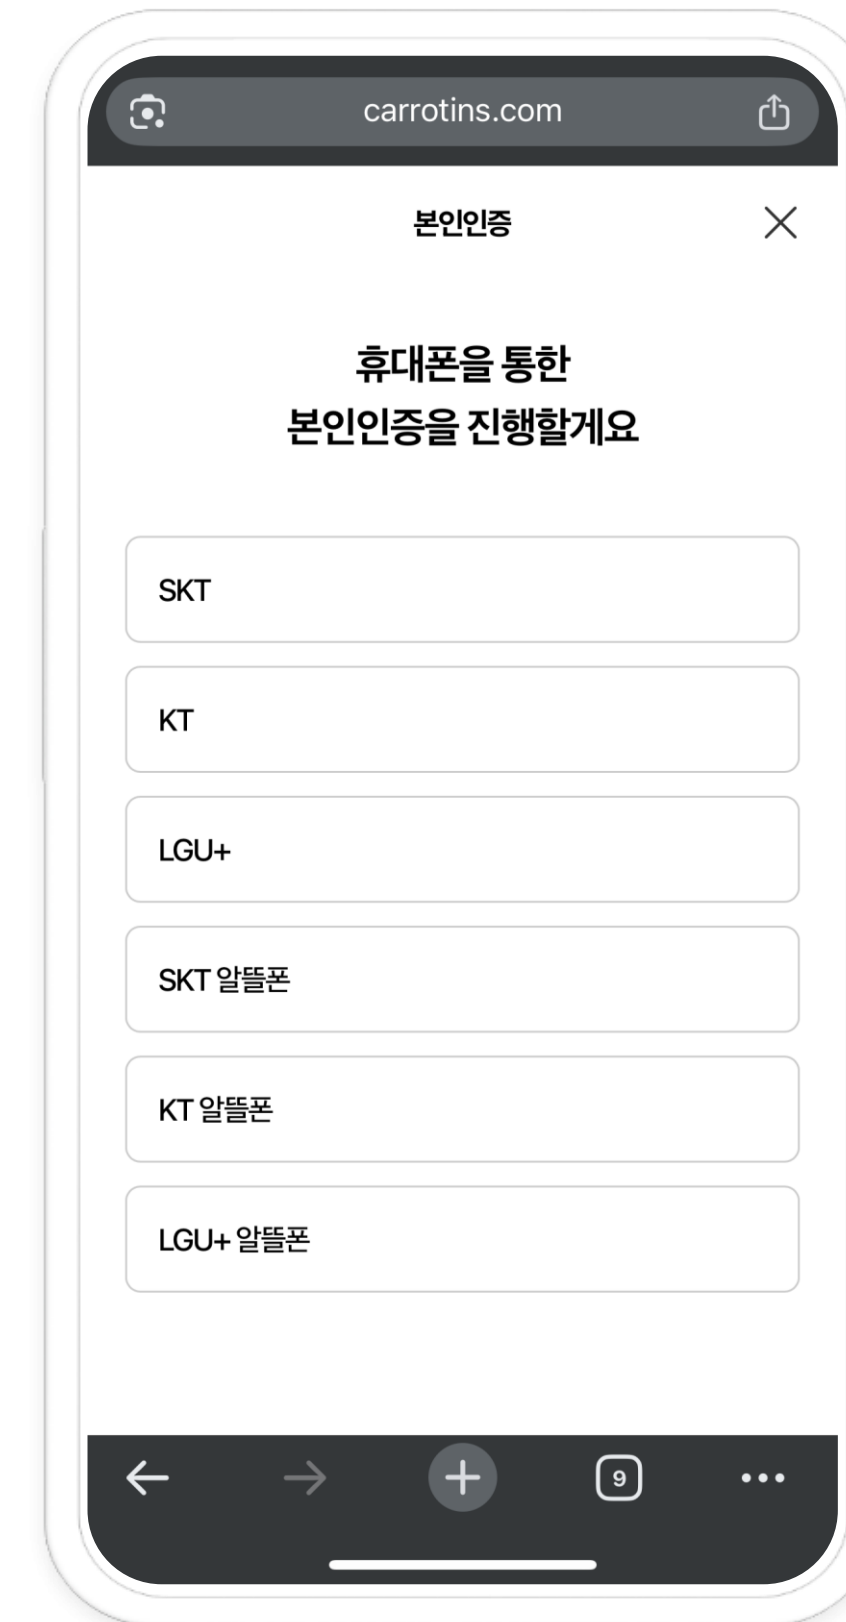 carrotins.com
본인인증
휴대폰을 통한
본인인증을 진행할게요
SKT
KT
LGU+
SKT 알뜰폰
KT 알뜰폰
LGU+ 알뜰폰
9